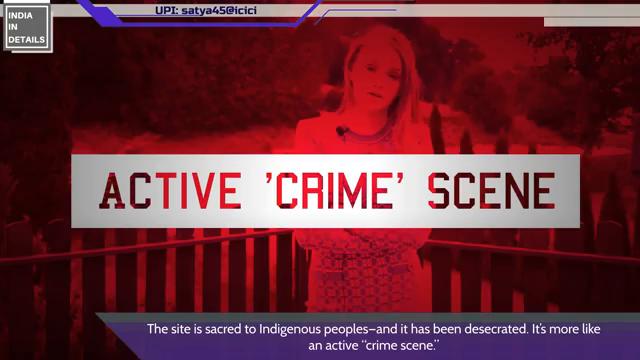 UPI: satya45@icici
INDIA
IN
DETAILS
ACTIVE 'CRIME' SCENE
The site is sacred to Indigenous peoples—and it has been desecrated. It's more like
an active “crime scene.”